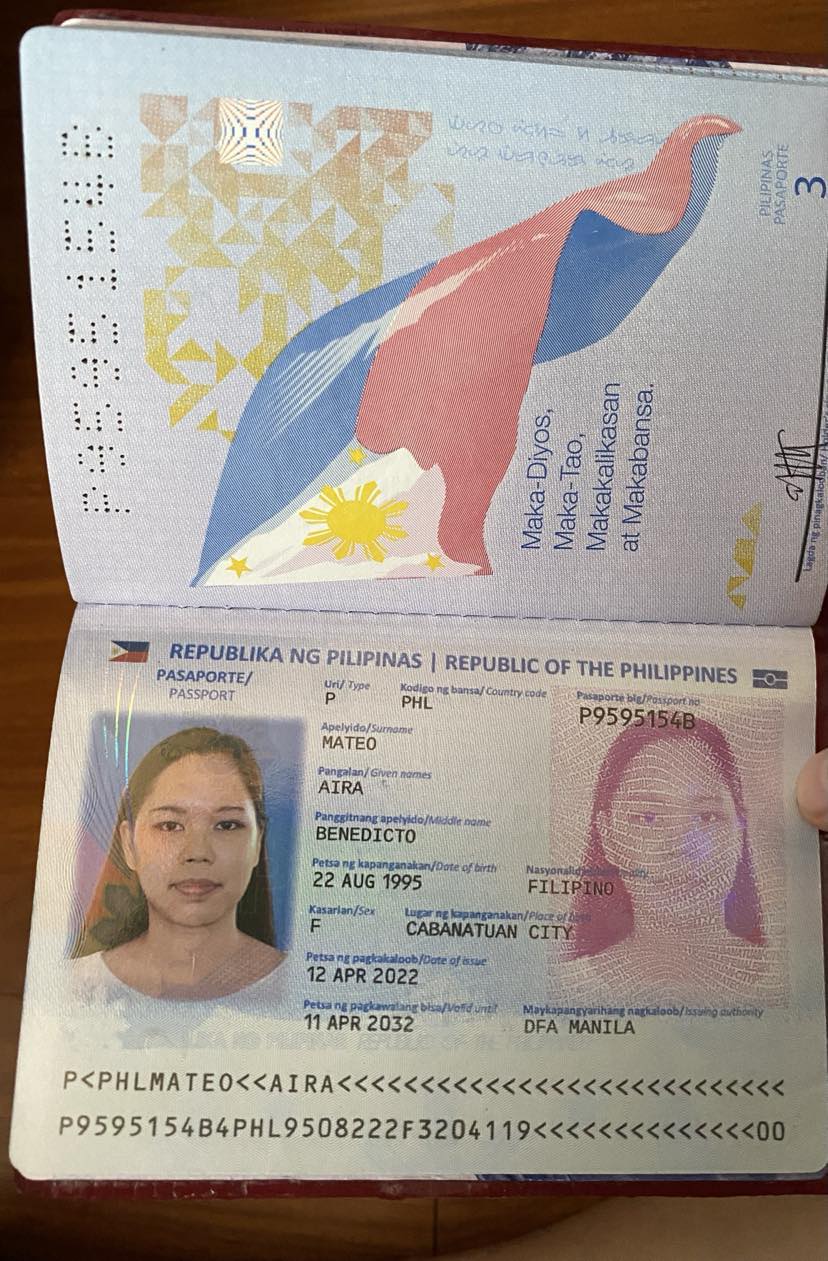 P9595154B
PILIPINAS
PASAPORTE
3
Maka-Diyos,
Maka-Tao,
Makakalikasan
at Makabansa.
Lagda ng pinagkalooban/
REPUBLIKA NG PILIPINAS | REPUBLIC OF THE PHILIPPINES
PASAPORTE/
PASSPORT
Uri/ Type
P
Kodigo ng bansa/ Country code
PHL
Pasaporte blg/Passport no
P9595154B
Apelyido/Surname
MATEO
Pangalan/ Given names
AIRA
Panggitnang apelyido/Middle name
BENEDICTO
Petsa ng kapanganakan/Date of birth
22 AUG 1995
FILIPINO
Kasarian/Sex
F
Lugar ng kapanganakan/Place of
CABANATUAN CITY
Petsa ng pagkakaloob/Date of issue
12 APR 2022
Petsa ng pagkawalang bisa/Valid until
11 APR 2032
Maykapangyarihang nagkaloob/Issuing authority
DFA MANILA
P<PHLMATEO<<AIRA<<<<<<<<<<<<<<<<<<<<<<<<<<<<
P9595154B4PHL9508222F3204119<<<<<<<<<<<<<<00